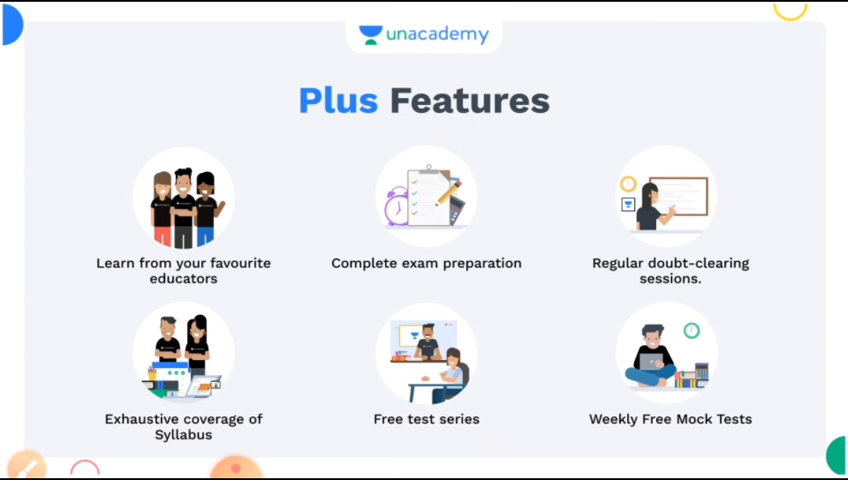 unacademy
Plus Features
Learn from your favourite
educators
Complete exam preparation
Regular doubt-clearing
sessions.
Exhaustive coverage of
Syllabus
Free test series
Weekly Free Mock Tests